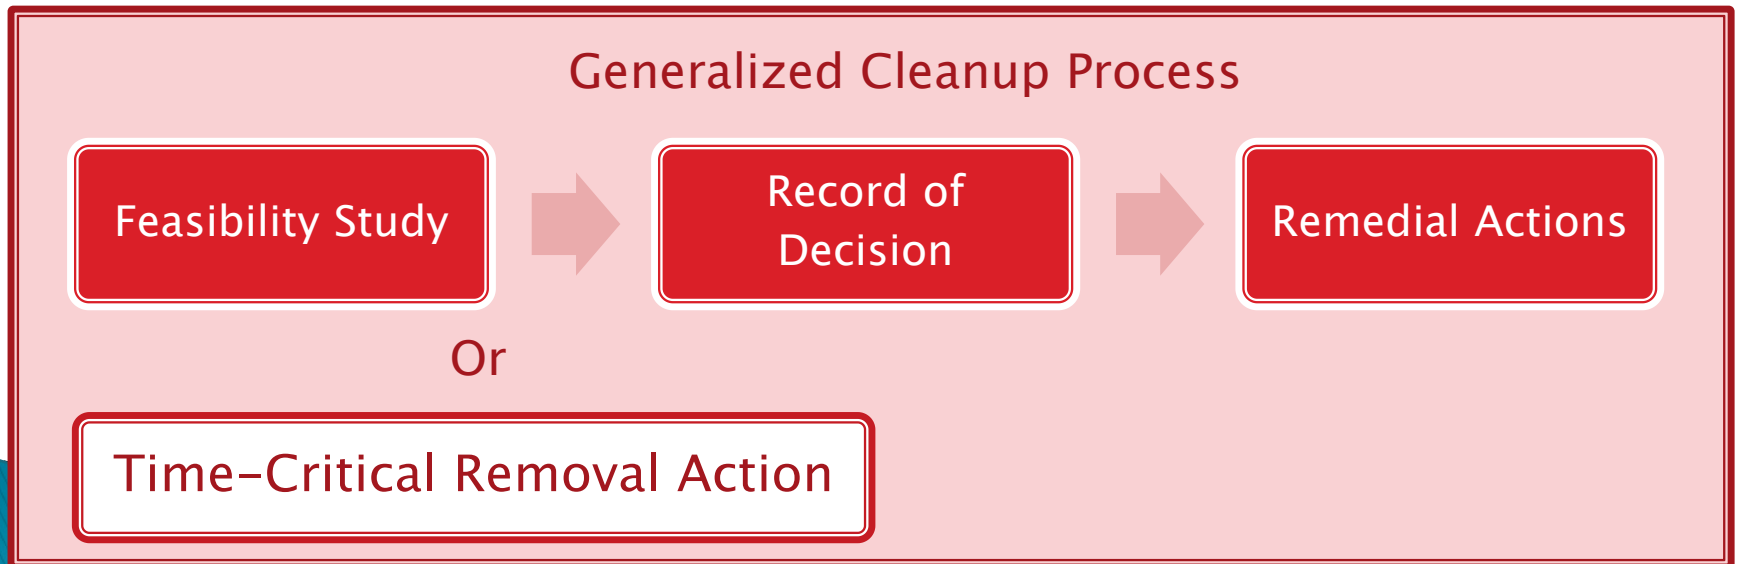 Generalized Cleanup Process
Feasibility Study
Record of
Decision
Remedial Actions
Or
Time-Critical Removal Action